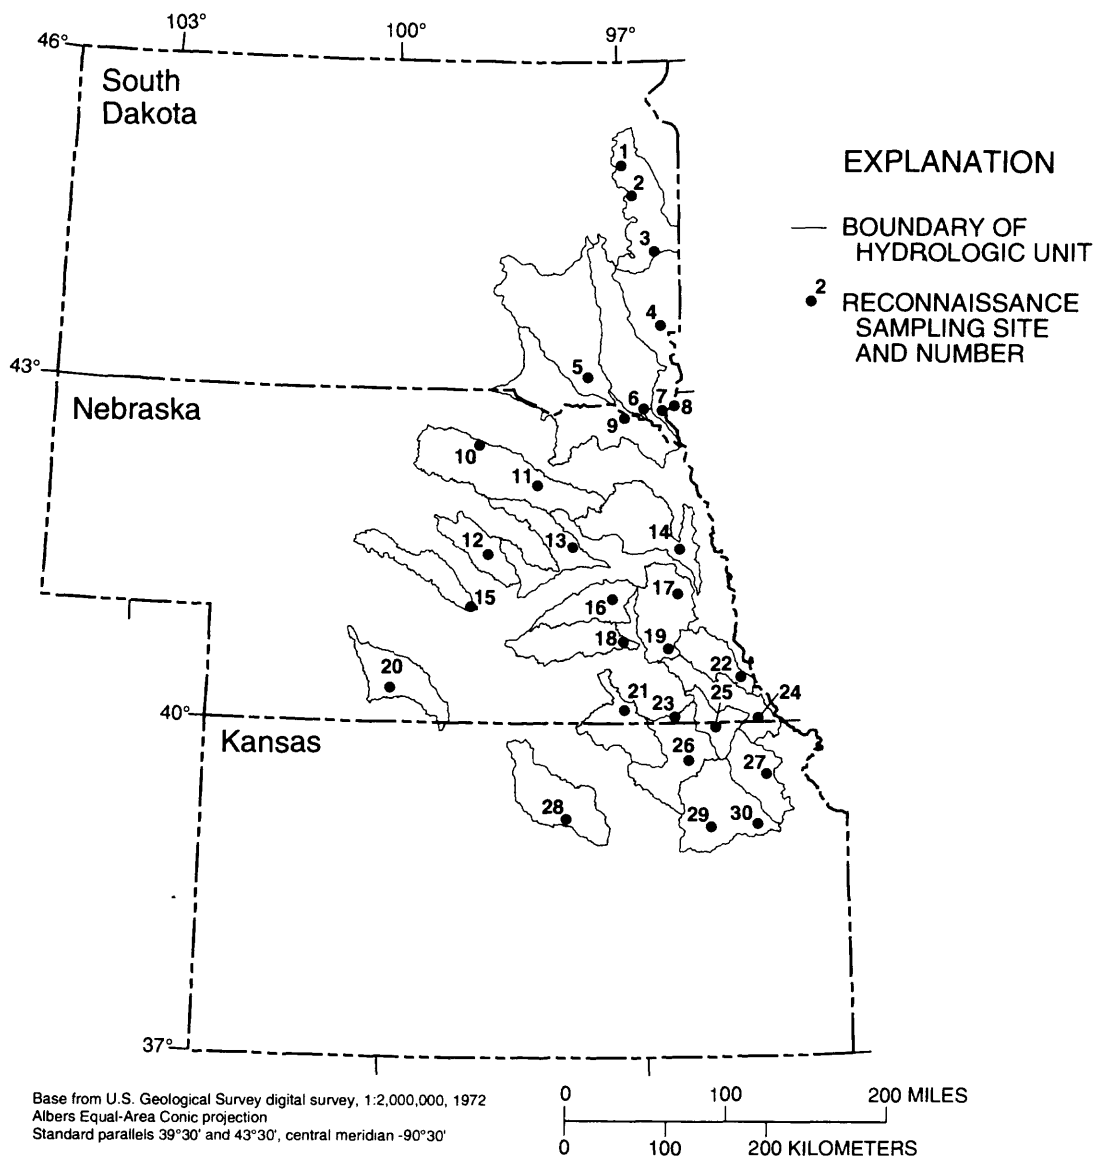 103°
100°
97°
46°
South
Dakota
1
2
3
4
5
6
7
8
9
43°
Nebraska
10
11
12
13
14
15
16
17
18
19
20
21
22
23
24
25
40°
Kansas
26
27
28
29
30
37°
EXPLANATION
BOUNDARY OF
HYDROLOGIC UNIT
2
RECONNAISSANCE
SAMPLING SITE
AND NUMBER
Base from U.S. Geological Survey digital survey, 1:2,000,000, 1972
Albers Equal-Area Conic projection
Standard parallels 39°30' and 43°30', central meridian -90°30'
0 100 200 MILES
0 100 200 KILOMETERS